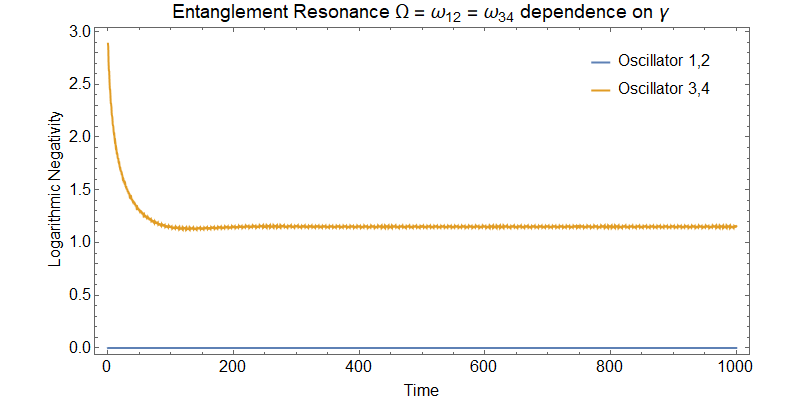 Entanglement Resonance Ω = ω₁₂ = ω₃₄ dependence on γ
Oscillator 1,2
Oscillator 3,4
Logarithmic Negativity
3.0
2.5
2.0
1.5
1.0
0.5
0.0
0 200 400 600 800 1000
Time